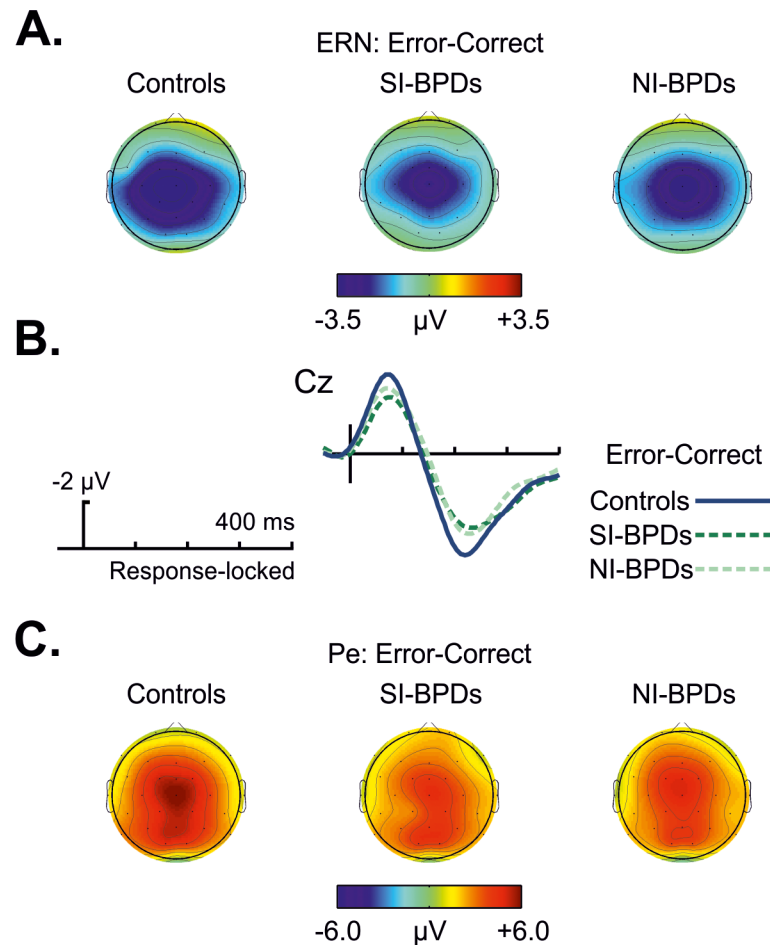 A.
ERN: Error-Correct
Controls SI-BPDs NI-BPDs
-3.5 µV +3.5
B.
Cz
-2 µV
400 ms
Response-locked
Error-Correct
Controls
SI-BPDs
NI-BPDs
C.
Pe: Error-Correct
Controls SI-BPDs NI-BPDs
-6.0 µV +6.0